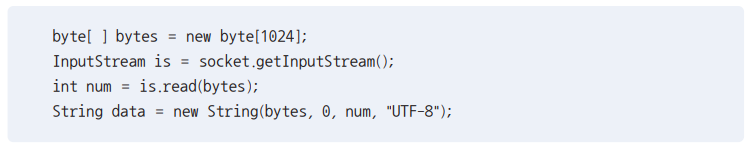 byte[ ] bytes = new byte[1024];
InputStream is = socket.getInputStream();
int num = is.read(bytes);
String data = new String(bytes, 0, num, "UTF-8");